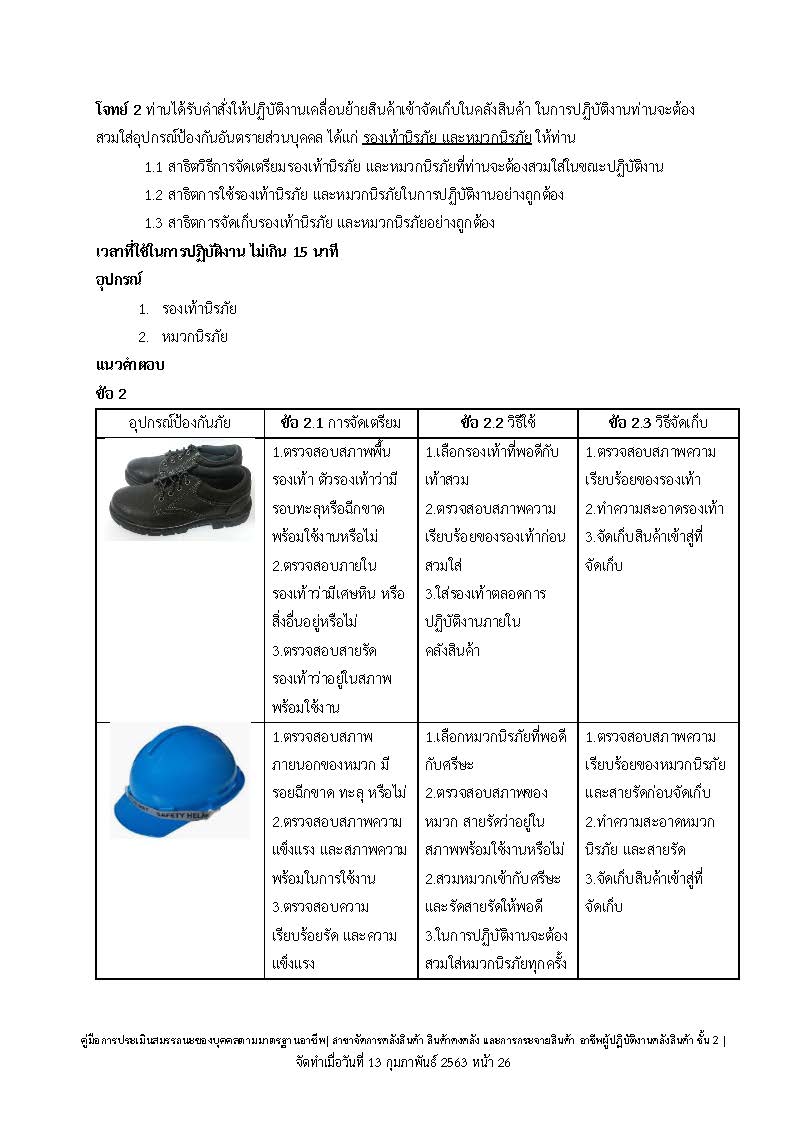 โจทย์ 2 ท่านได้รับคำสั่งให้ปฏิบัติงานเคลื่อนย้ายสินค้าเข้าจัดเก็บในคลังสินค้า ในการปฏิบัติงานท่านจะต้อง
สวมใส่อุปกรณ์ป้องกันอันตรายส่วนบุคคล ได้แก่ รองเท้านิรภัย และหมวกนิรภัย ให้ท่าน
1.1 สาธิตวิธีการจัดเตรียมรองเท้านิรภัย และหมวกนิรภัยที่ท่านจะต้องสวมใส่ในขณะปฏิบัติงาน
1.2 สาธิตการใช้รองเท้านิรภัย และหมวกนิรภัยในการปฏิบัติงานอย่างถูกต้อง
1.3 สาธิตการจัดเก็บรองเท้านิรภัย และหมวกนิรภัยอย่างถูกต้อง
เวลาที่ใช้ในการปฏิบัติงาน ไม่เกิน 15 นาที
อุปกรณ์
1. รองเท้านิรภัย
2. หมวกนิรภัย
แนวคำตอบ
ข้อ 2
อุปกรณ์ป้องกันภัย
ข้อ 2.1 การจัดเตรียม
ข้อ 2.2 วิธีใช้
ข้อ 2.3 วิธีจัดเก็บ
1.ตรวจสอบสภาพพื้น
รองเท้า ตัวรองเท้าว่ามี
รอบทะลุหรือฉีกขาด
พร้อมใช้งานหรือไม่
2.ตรวจสอบภายใน
รองเท้าว่ามีเศษหิน หรือ
สิ่งอื่นอยู่หรือไม่
3.ตรวจสอบสายรัด
รองเท้าว่าอยู่ในสภาพ
พร้อมใช้งาน
1.เลือกรองเท้าที่พอดีกับ
เท้าสวม
2.ตรวจสอบสภาพความ
เรียบร้อยของรองเท้าก่อน
สวมใส่
3.ใส่รองเท้าตลอดการ
ปฏิบัติงานภายใน
คลังสินค้า
1.ตรวจสอบสภาพความ
เรียบร้อยของรองเท้า
2.ทำความสะอาดรองเท้า
3.จัดเก็บสินค้าเข้าสู่ที่
จัดเก็บ
SAFETY HEL
1.ตรวจสอบสภาพ
ภายนอกของหมวก มี
รอยฉีกขาด ทะลุ หรือไม่
2.ตรวจสอบสภาพความ
แข็งแรง และสภาพความ
พร้อมในการใช้งาน
3.ตรวจสอบความ
เรียบร้อยรัด และความ
แข็งแรง
1.เลือกหมวกนิรภัยที่พอดี
กับศรีษะ
2.ตรวจสอบสภาพของ
หมวก สายรัดว่าอยู่ใน
สภาพพร้อมใช้งานหรือไม่
2.สวมหมวกเข้ากับศรีษะ
และรัดสายรัดให้พอดี
3.ในการปฏิบัติงานจะต้อง
สวมใส่หมวกนิรภัยทุกครั้ง
1.ตรวจสอบสภาพความ
เรียบร้อยของหมวกนิรภัย
และสายรัดก่อนจัดเก็บ
2.ทำความสะอาดหมวก
นิรภัย และสายรัด
3.จัดเก็บสินค้าเข้าสู่ที่
จัดเก็บ
คู่มือการประเมินสมรรถนะของบุคคลตามมาตรฐานอาชีพ| สาขาจัดการคลังสินค้า สินค้าคงคลัง และการกระจายสินค้า อาชีพผู้ปฏิบัติงานคลังสินค้า ชั้น 2 |
จัดทำเมื่อวันที่ 13 กุมภาพันธ์ 2563 หน้า 26